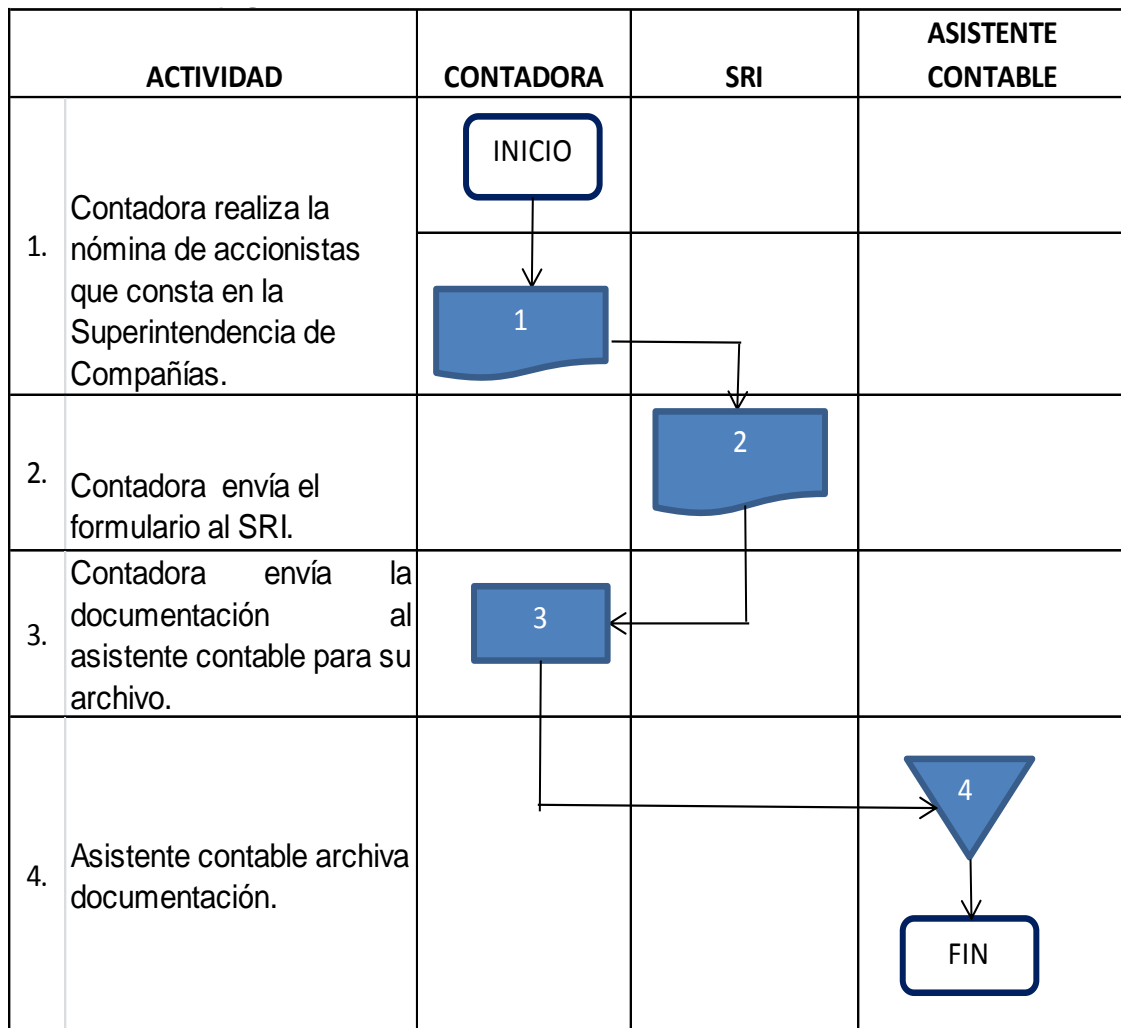 ACTIVIDAD
CONTADORA
SRI
ASISTENTE
CONTABLE
1.
Contadora realiza la
nómina de accionistas
que consta en la
Superintendencia de
Compañías.
INICIO
1
2.
Contadora envía el
formulario al SRI.
2
3.
Contadora envía la
documentación al
asistente contable para su
archivo.
3
4.
Asistente contable archiva
documentación.
4
FIN